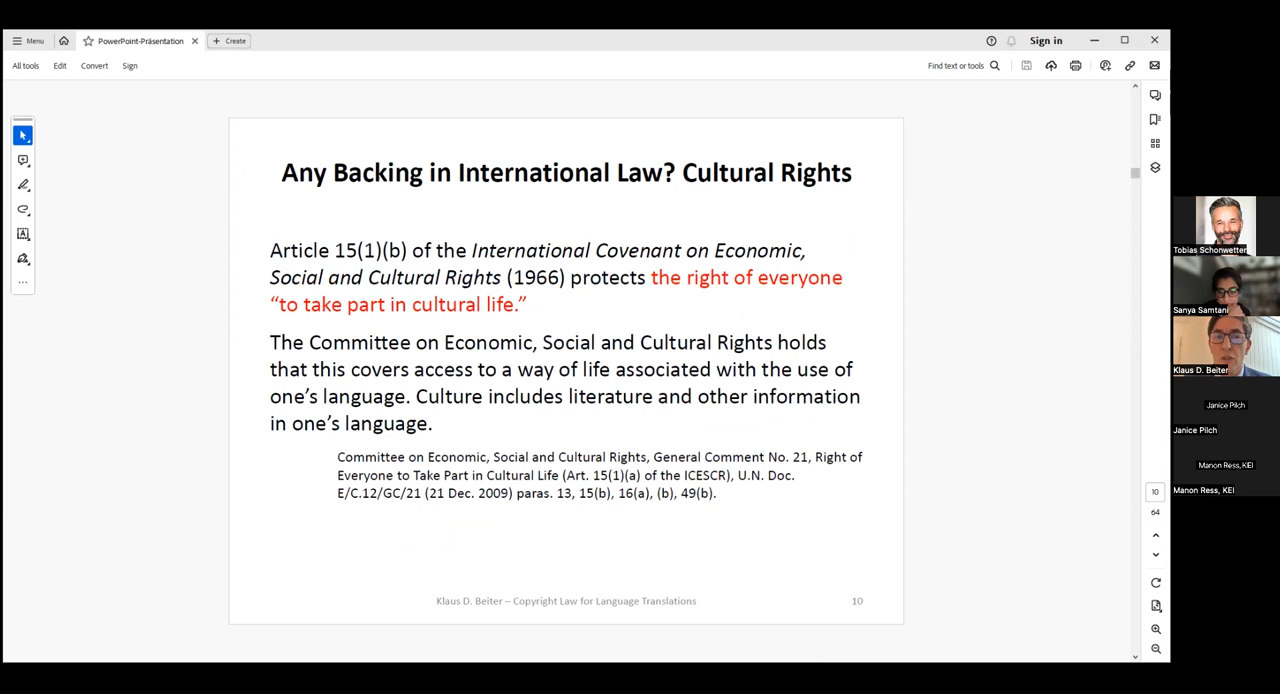 Menu
PowerPoint-Präsentation
Create
Sign in
All tools
Edit
Convert
Sign
Find text or tools
Any Backing in International Law? Cultural Rights
Article 15(1)(b) of the International Covenant on Economic,
Social and Cultural Rights (1966) protects the right of everyone
“to take part in cultural life.”
The Committee on Economic, Social and Cultural Rights holds
that this covers access to a way of life associated with the use of
one’s language. Culture includes literature and other information
in one’s language.
Committee on Economic, Social and Cultural Rights, General Comment No. 21, Right of
Everyone to Take Part in Cultural Life (Art. 15(1)(a) of the ICESCR), U.N. Doc.
E/C.12/GC/21 (21 Dec. 2009) paras. 13, 15(b), 16(a), (b), 49(b).
Klaus D. Beiter – Copyright Law for Language Translations
10
10
64
Tobias Schonwetter
Sanya Samtani
Klaus D. Beiter
Janice Pilch
Janice Pilch
Manon Ress, KEI
Manon Ress, KEI